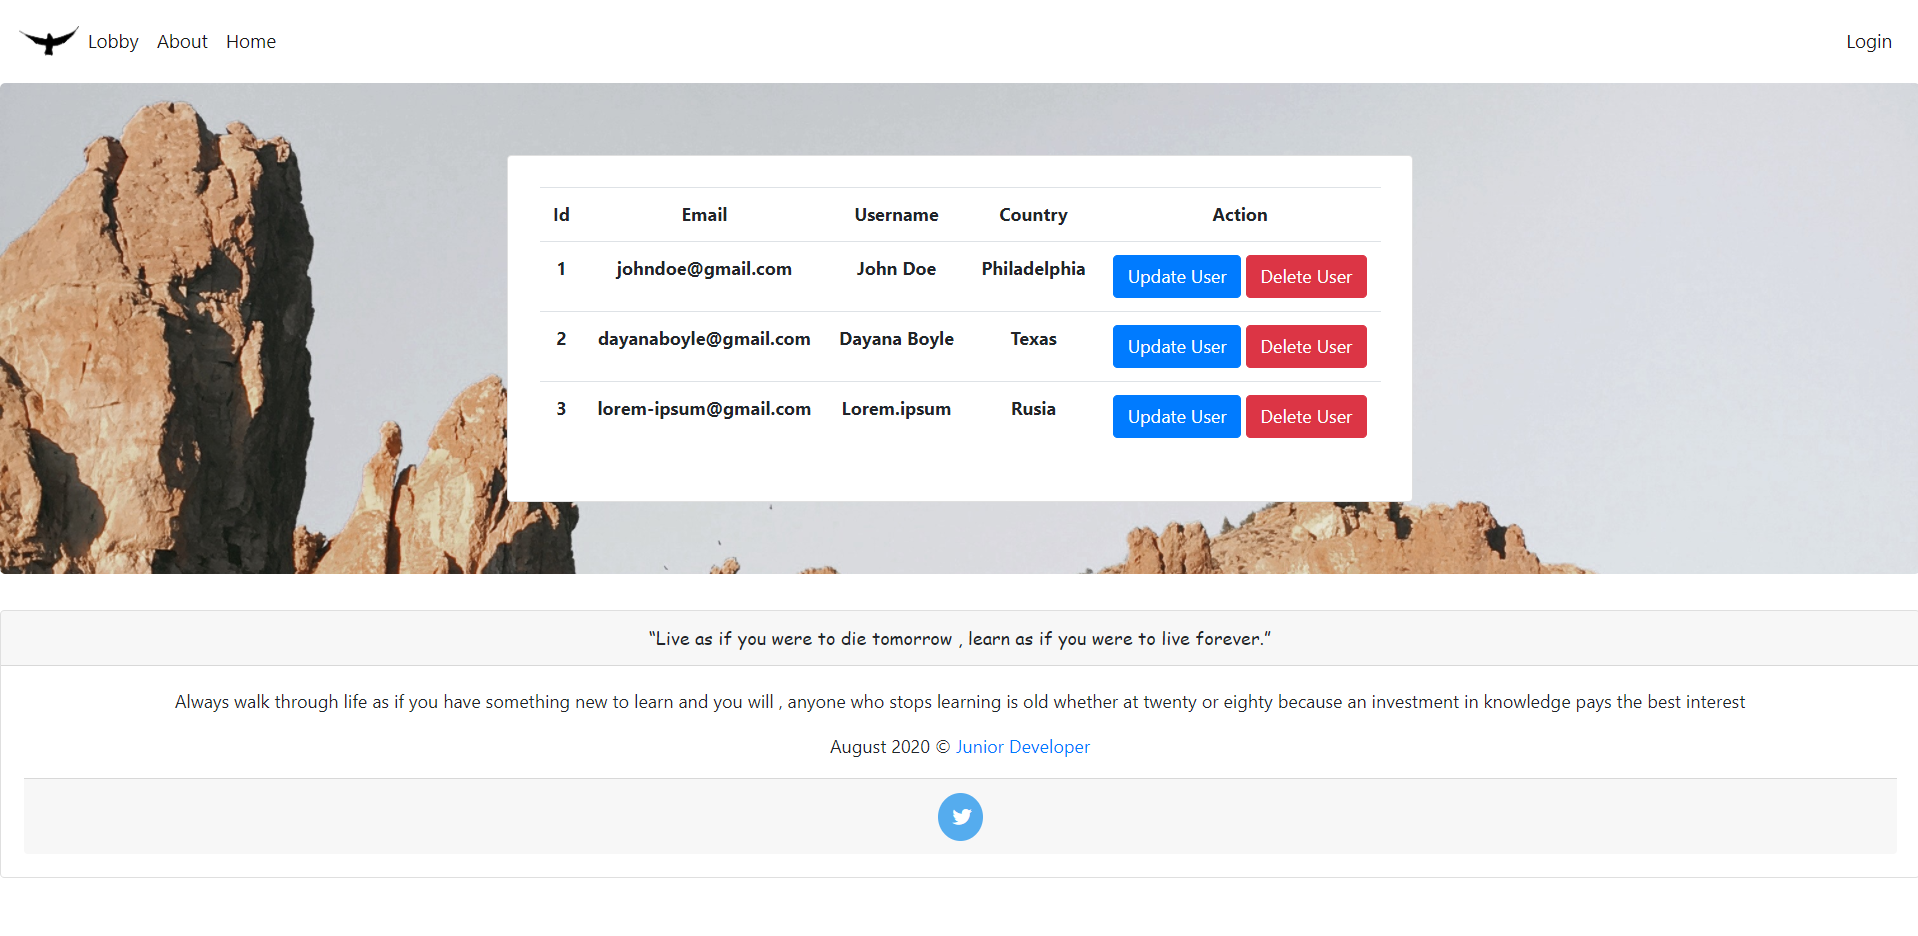 Lobby About Home Login
Id Email Username Country Action
1 johndoe@gmail.com John Doe Philadelphia Update User Delete User
2 dayanaboyle@gmail.com Dayana Boyle Texas Update User Delete User
3 lorem-ipsum@gmail.com Lorem.ipsum Rusia Update User Delete User
“Live as if you were to die tomorrow , learn as if you were to live forever.”
Always walk through life as if you have something new to learn and you will , anyone who stops learning is old whether at twenty or eighty because an investment in knowledge pays the best interest
August 2020 © Junior Developer